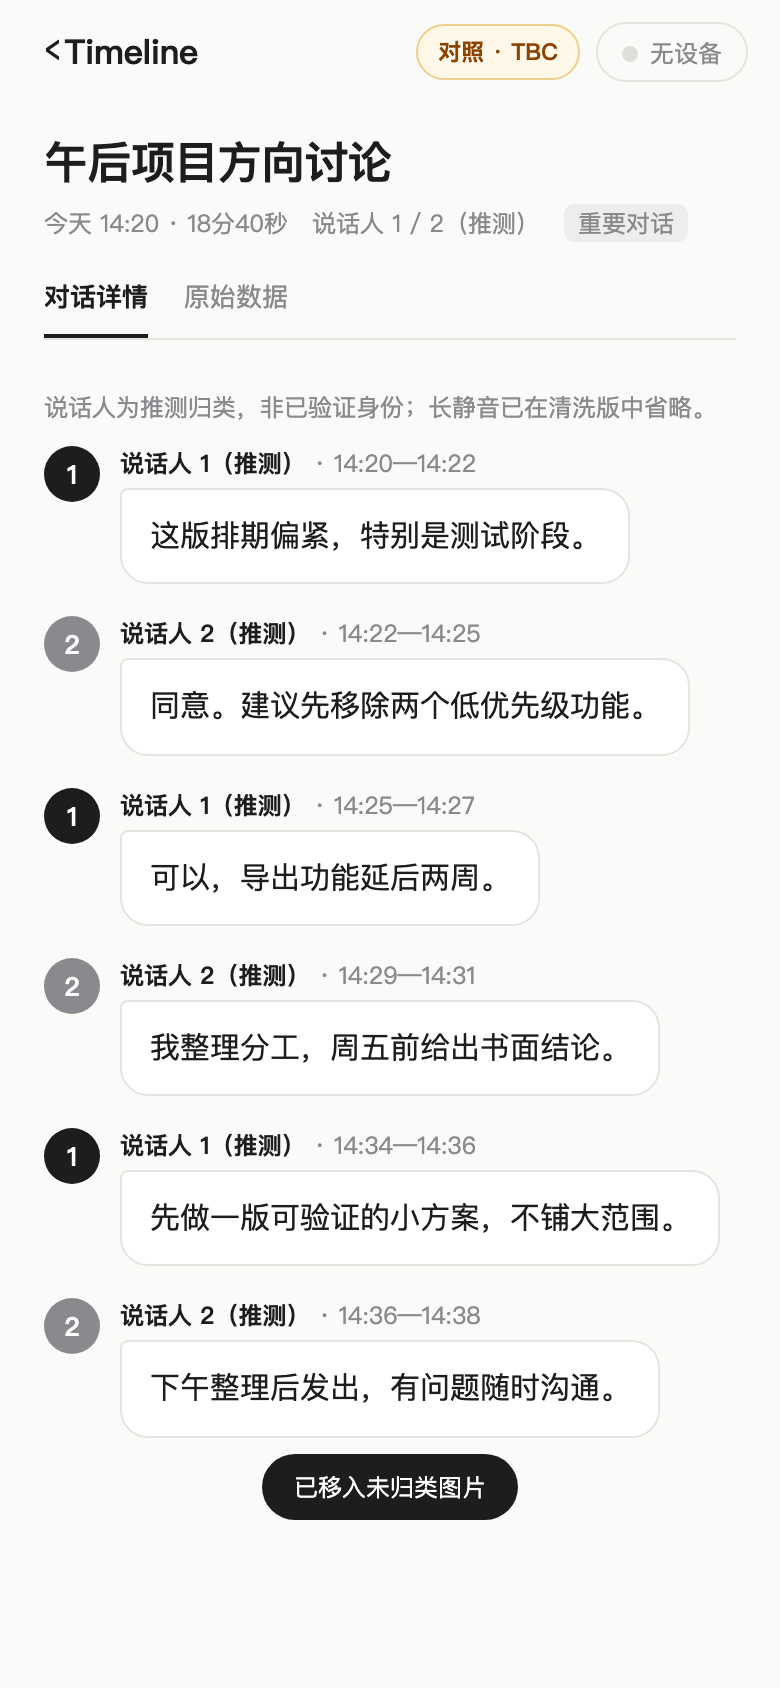 <Timeline
对照 · TBC
无设备
午后项目方向讨论
今天 14:20 · 18分40秒 说话人 1 / 2（推测） 重要对话
对话详情 原始数据
说话人为推测归类，非已验证身份；长静音已在清洗版中省略。
1 说话人 1（推测） · 14:20—14:22
这版排期偏紧，特别是测试阶段。
2 说话人 2（推测） · 14:22—14:25
同意。建议先移除两个低优先级功能。
1 说话人 1（推测） · 14:25—14:27
可以，导出功能延后两周。
2 说话人 2（推测） · 14:29—14:31
我整理分工，周五前给出书面结论。
1 说话人 1（推测） · 14:34—14:36
先做一版可验证的小方案，不铺大范围。
2 说话人 2（推测） · 14:36—14:38
下午整理后发出，有问题随时沟通。
已移入未归类图片